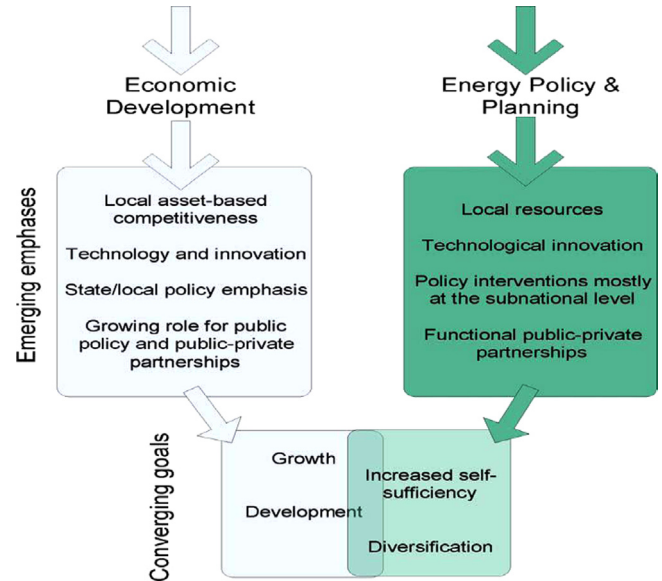 Economic
Development
Energy Policy &
Planning
Emerging emphases
Local asset-based
competitiveness
Technology and innovation
State/local policy emphasis
Growing role for public
policy and public-private
partnerships
Local resources
Technological innovation
Policy interventions mostly
at the subnational level
Functional public-private
partnerships
Converging goals
Growth
Development
Increased self-
sufficiency
Diversification